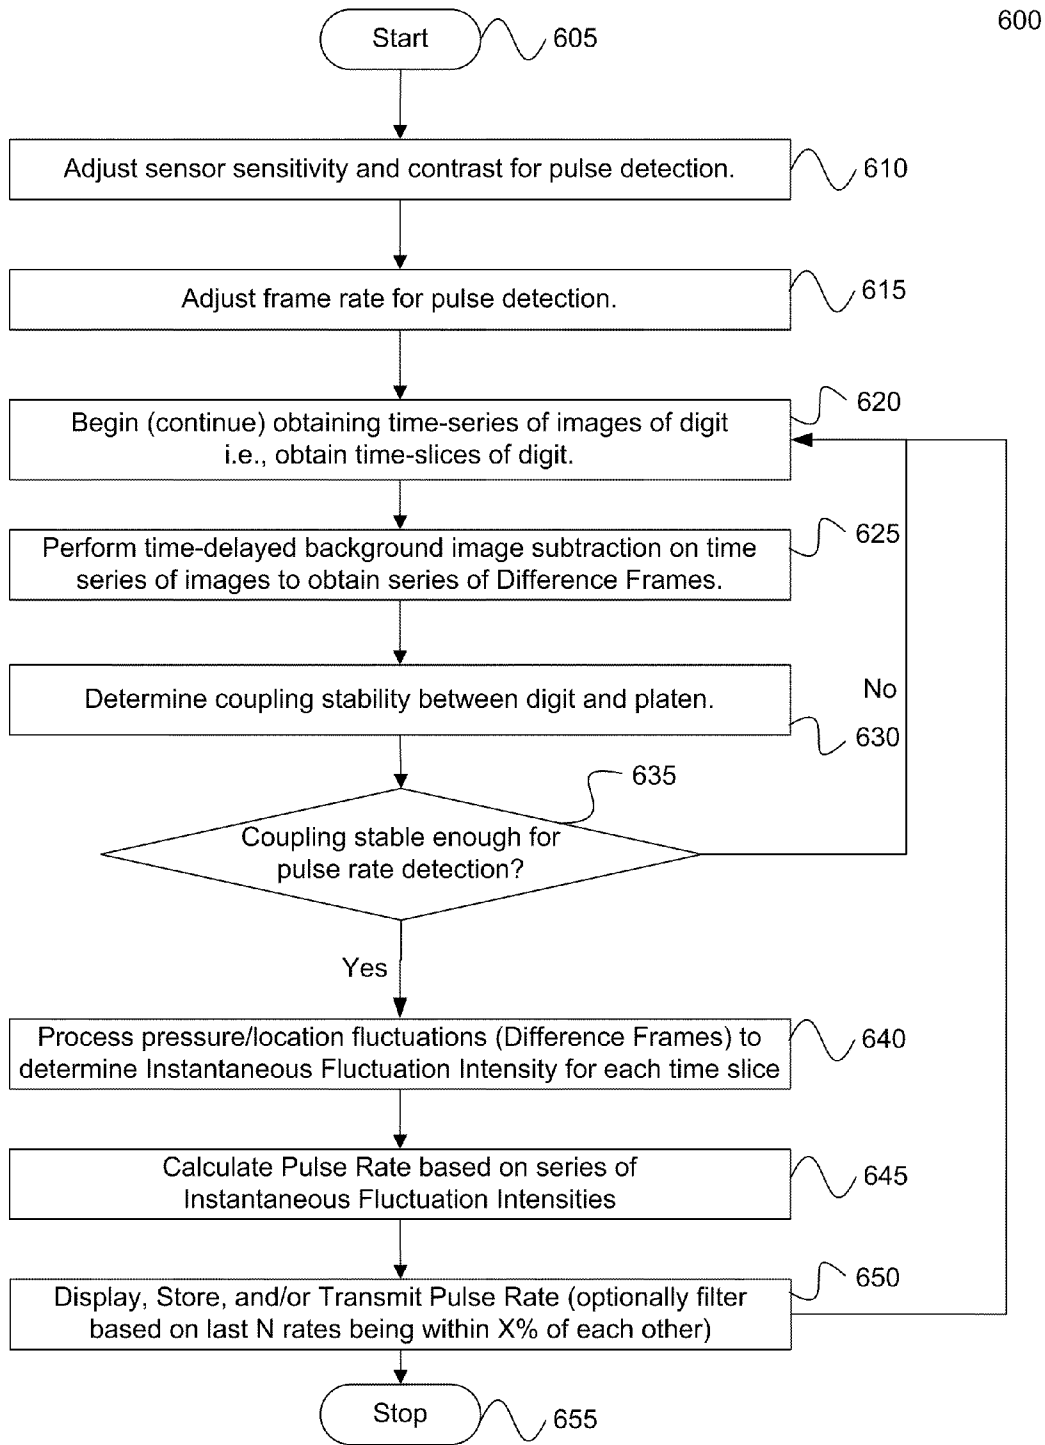 600
Start
605
Adjust sensor sensitivity and contrast for pulse detection.
610
Adjust frame rate for pulse detection.
615
Begin (continue) obtaining time-series of images of digit
i.e., obtain time-slices of digit.
620
Perform time-delayed background image subtraction on time
series of images to obtain series of Difference Frames.
625
Determine coupling stability between digit and platen.
630
No
635
Coupling stable enough for
pulse rate detection?
Yes
Process pressure/location fluctuations (Difference Frames) to
determine Instantaneous Fluctuation Intensity for each time slice
640
Calculate Pulse Rate based on series of
Instantaneous Fluctuation Intensities
645
Display, Store, and/or Transmit Pulse Rate (optionally filter
based on last N rates being within X% of each other)
650
Stop
655